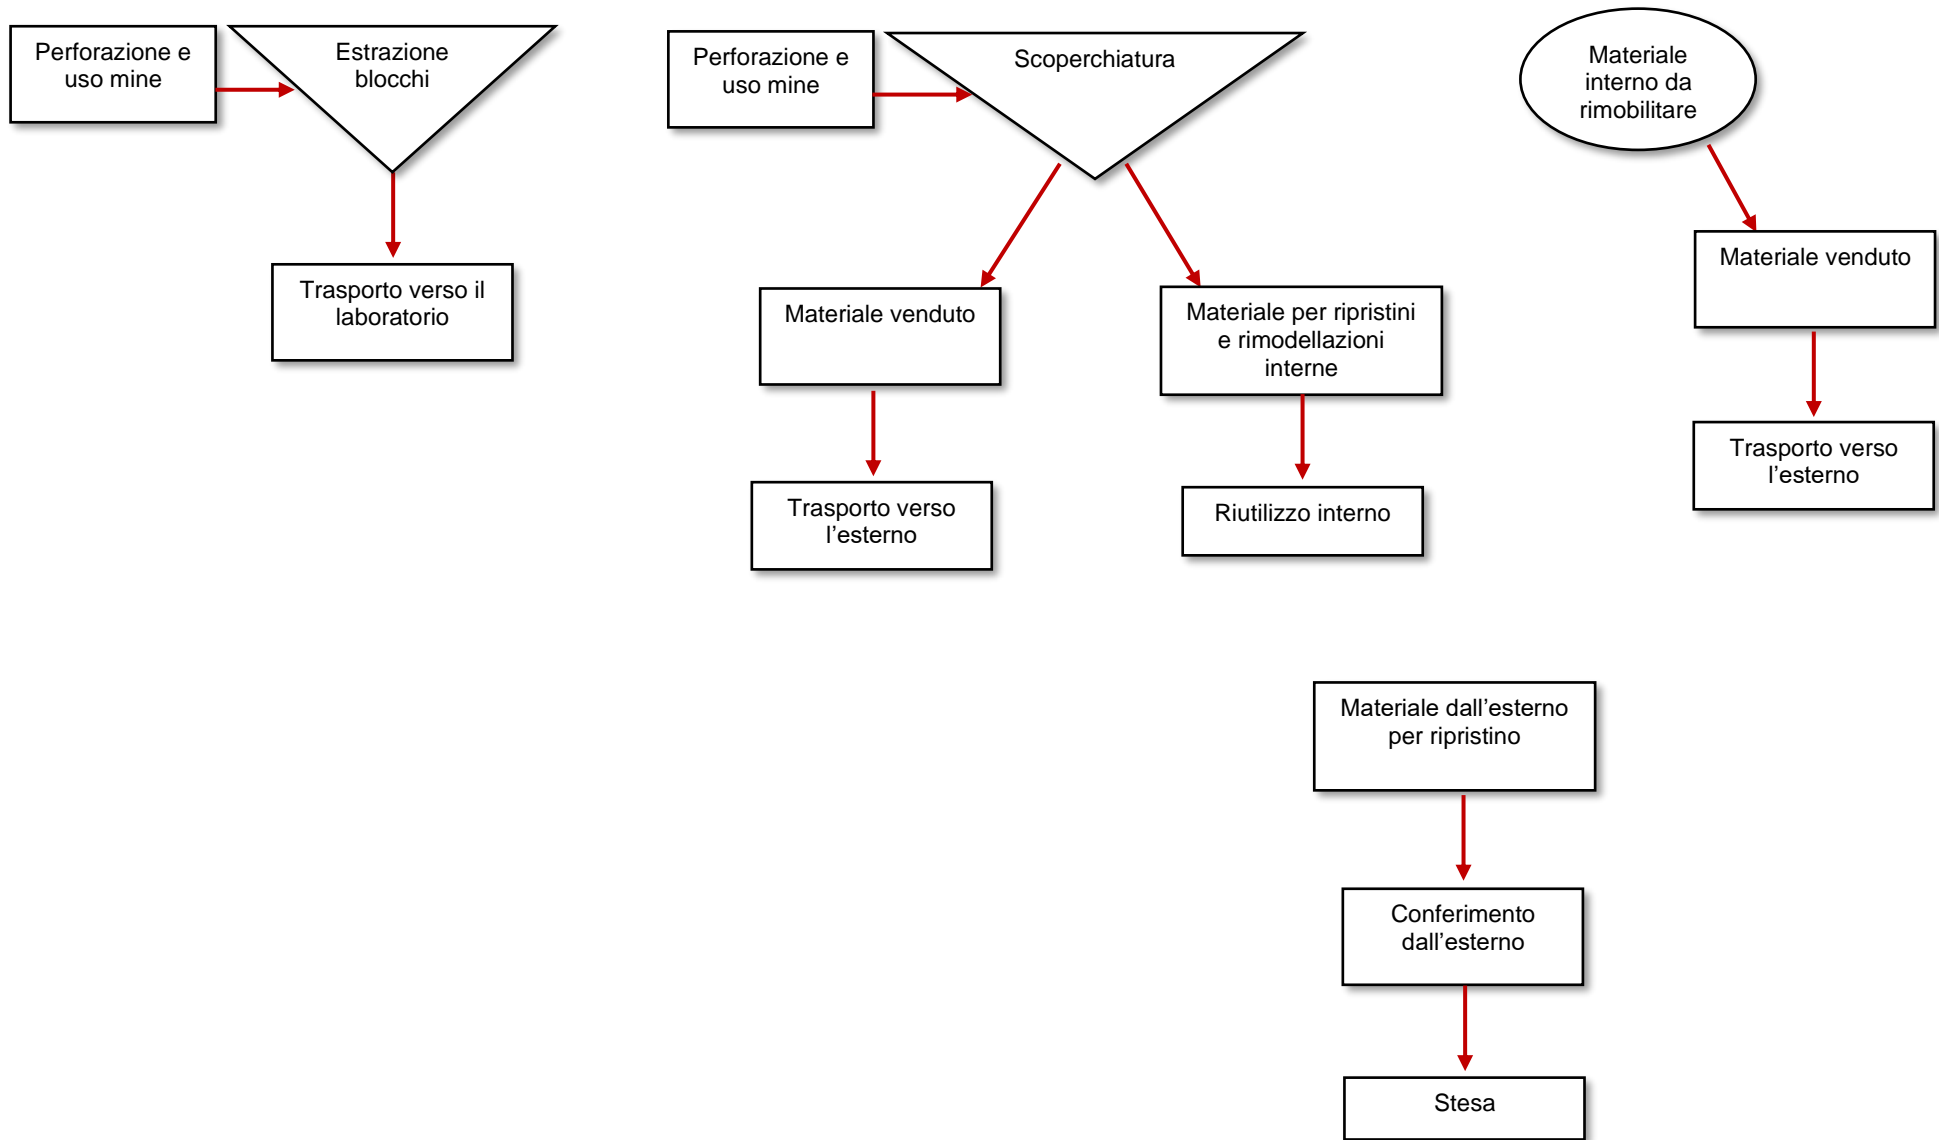 Perforazione e
uso mine
Estrazione
blocchi
Trasporto verso il
laboratorio
Perforazione e
uso mine
Scoperchiatura
Materiale venduto
Trasporto verso
l’esterno
Materiale per ripristini
e rimodellazioni
interne
Riutilizzo interno
Materiale
interno da
rimobilitare
Materiale venduto
Trasporto verso
l’esterno
Materiale dall’esterno
per ripristino
Conferimento
dall’esterno
Stesa